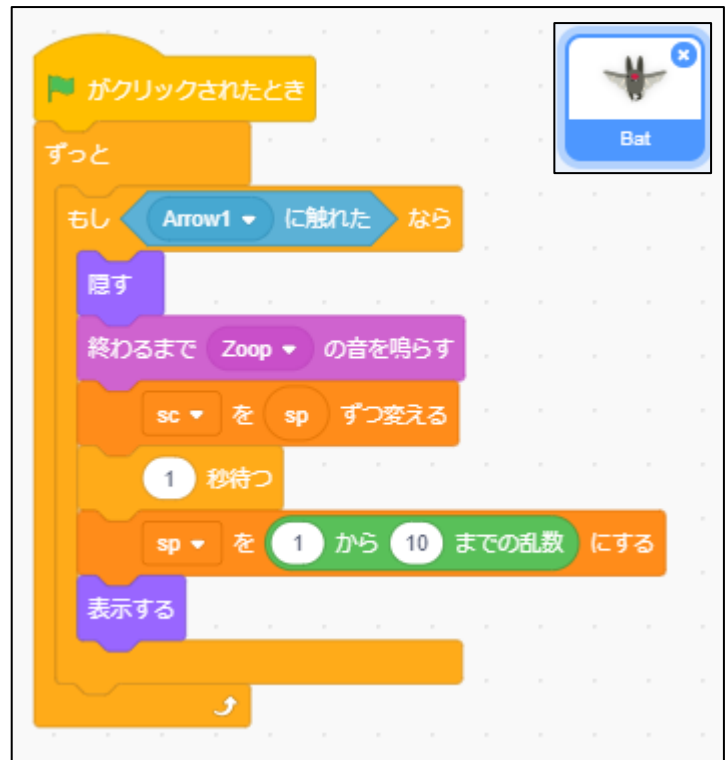 がクリックされたとき
Bat
ずっと
もし Arrow1 に触れた なら
隠す
終わるまで Zoop の音を鳴らす
sc を sp ずつ変える
1 秒待つ
sp を 1 から 10 までの乱数 にする
表示する